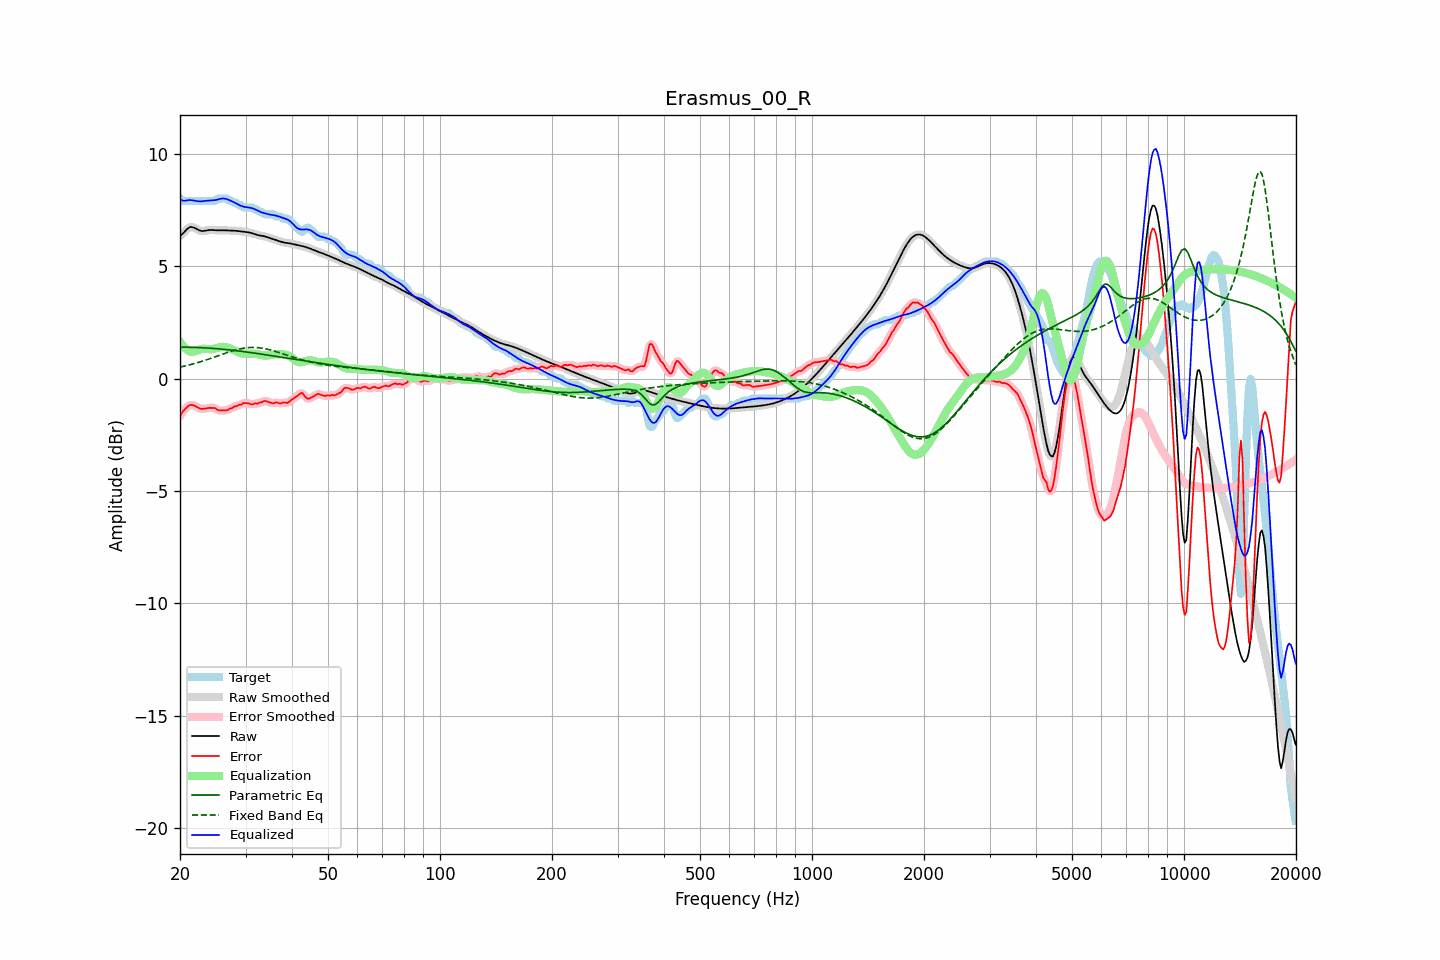 Erasmus_00_R
Amplitude (dBr)
10
5
0
−5
−10
−15
−20
Target
Raw Smoothed
Error Smoothed
Raw
Error
Equalization
Parametric Eq
Fixed Band Eq
Equalized
20 50 100 200 500 1000 2000 5000 10000 20000
Frequency (Hz)